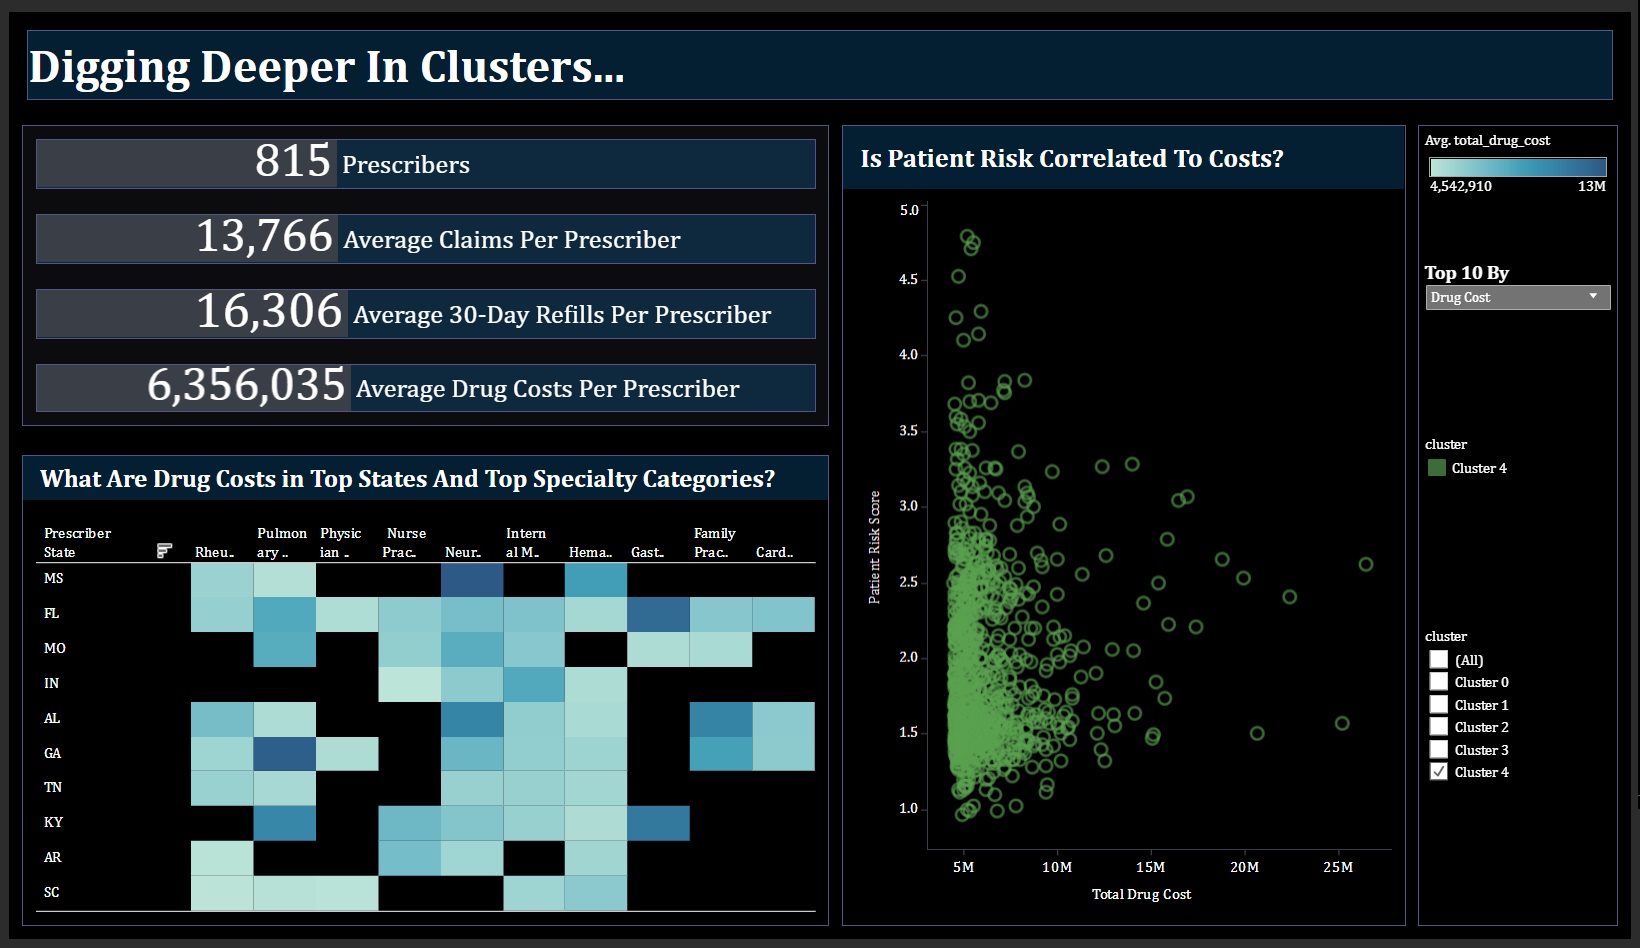 Digging Deeper In Clusters...
815 Prescribers
13,766 Average Claims Per Prescriber
16,306 Average 30-Day Refills Per Prescriber
6,356,035 Average Drug Costs Per Prescriber
What Are Drug Costs in Top States And Top Specialty Categories?
Prescriber
State
Rheu..
Pulmon
ary ..
Physic
ian ..
Nurse
Prac..
Neur..
Intern
al M..
Hema..
Gast..
Family
Prac..
Card..
MS
FL
MO
IN
AL
GA
TN
KY
AR
SC
Is Patient Risk Correlated To Costs?
Patient Risk Score
5.0
4.5
4.0
3.5
3.0
2.5
2.0
1.5
1.0
5M 10M 15M 20M 25M
Total Drug Cost
Avg. total_drug_cost
4,542,910 13M
Top 10 By
Drug Cost
cluster
Cluster 4
cluster
(All)
Cluster 0
Cluster 1
Cluster 2
Cluster 3
Cluster 4